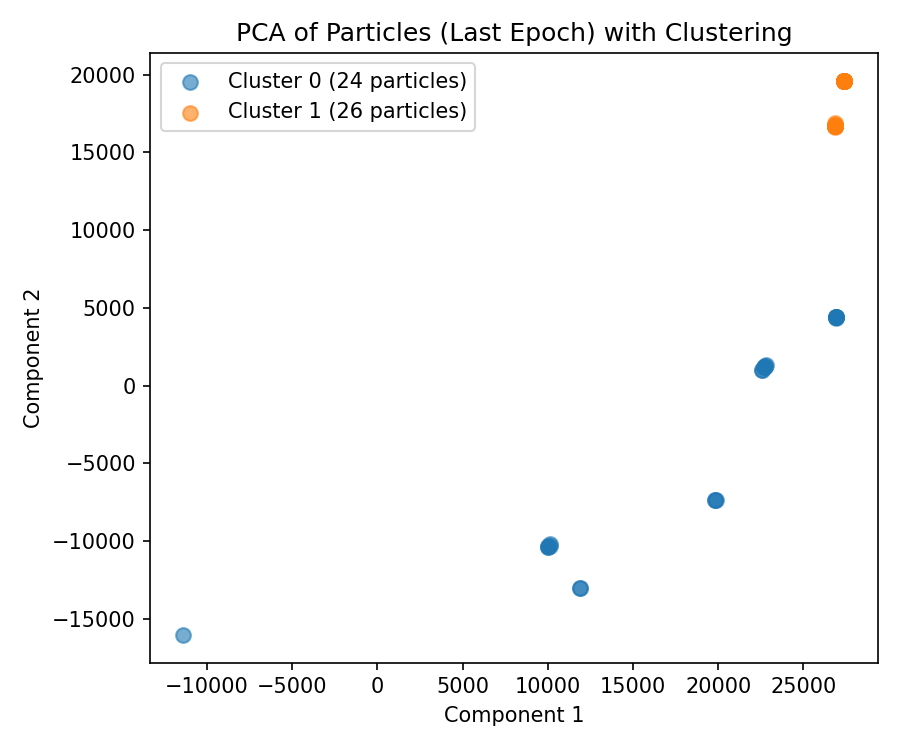 PCA of Particles (Last Epoch) with Clustering
Cluster 0 (24 particles)
Cluster 1 (26 particles)
Component 2
20000
15000
10000
5000
0
−5000
−10000
−15000
−10000 −5000 0 5000 10000 15000 20000 25000
Component 1